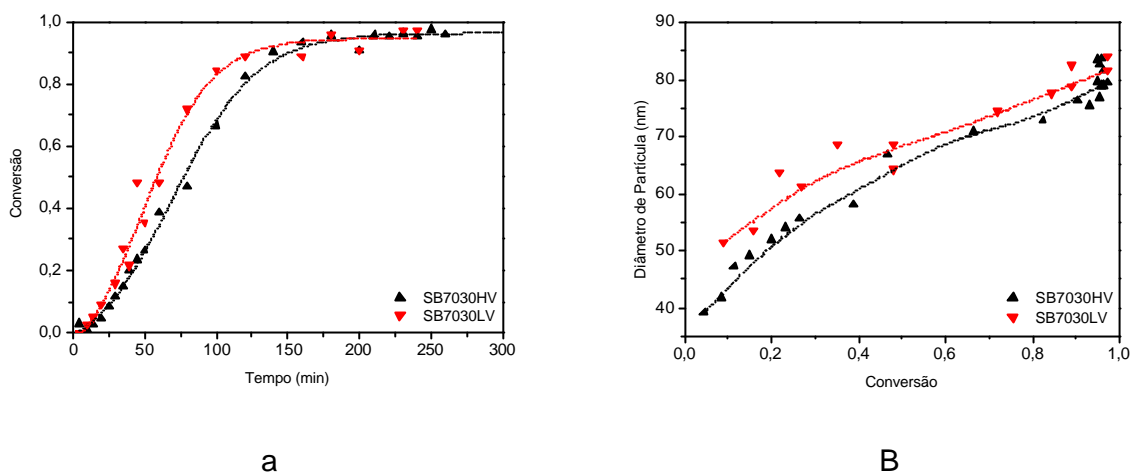 1,0
0,8
0,6
0,4
0,2
0,0
Conversão
0 50 100 150 200 250 300
Tempo (min)
SB7030HV
SB7030LV
a
90
80
70
60
50
40
Diâmetro de Partícula (nm)
0,0 0,2 0,4 0,6 0,8 1,0
Conversão
SB7030HV
SB7030LV
B